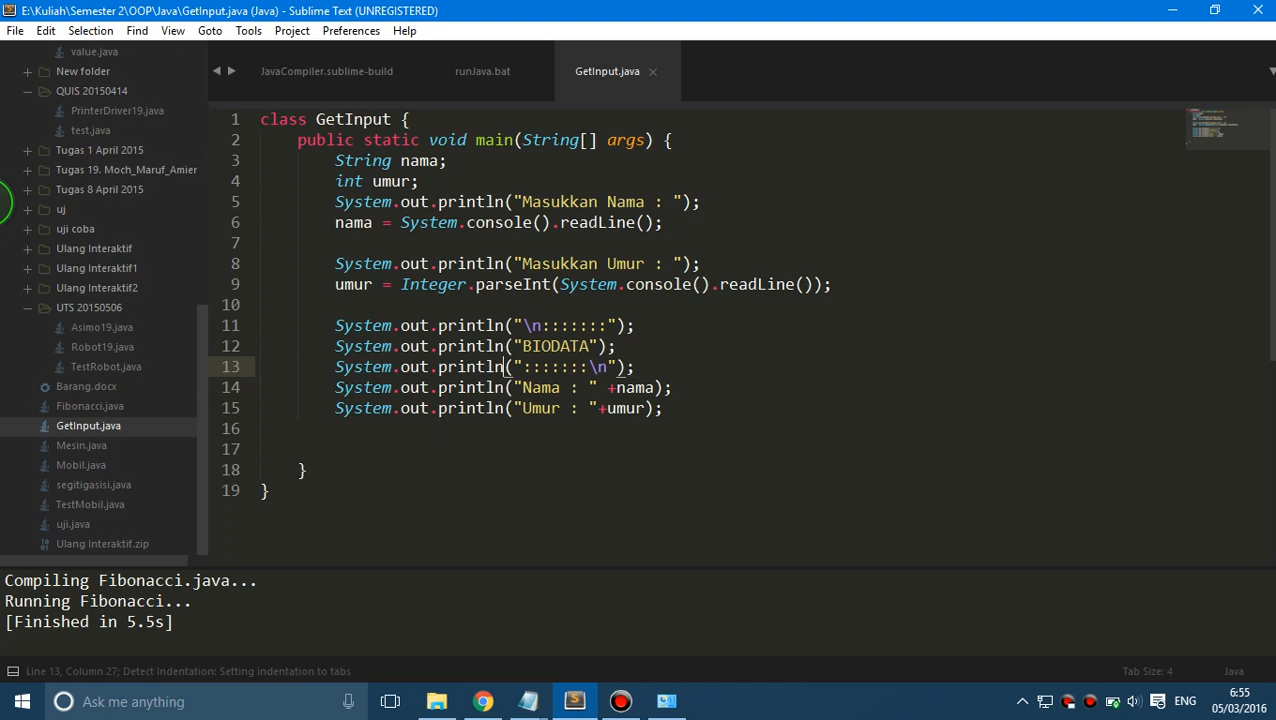 E:\Kuliah\Semester 2\OOP\Java\GetInput.java (Java) - Sublime Text (UNREGISTERED)
File Edit Selection Find View Goto Tools Project Preferences Help
value.java
New folder
QUIS 20150414
PrinterDriver19.java
test.java
Tugas 1 April 2015
Tugas 19. Moch_Maruf_Amier
Tugas 8 April 2015
uj
uji coba
Ulang Interaktif
Ulang Interaktif1
Ulang Interaktif2
UTS 20150506
Asimo19.java
Robot19.java
TestRobot.java
Barang.docx
Fibonacci.java
GetInput.java
Mesin.java
Mobil.java
segitigasisi.java
TestMobil.java
uji.java
Ulang Interaktif.zip
JavaCompiler.sublime-build runJava.bat GetInput.java
1 class GetInput {
2 public static void main(String[] args) {
3 String nama;
4 int umur;
5 System.out.println("Masukkan Nama : ");
6 nama = System.console().readLine();
7
8 System.out.println("Masukkan Umur : ");
9 umur = Integer.parseInt(System.console().readLine());
10
11 System.out.println("\n:::::::");
12 System.out.println("BIODATA");
13 System.out.println(":::::::\n");
14 System.out.println("Nama : " +nama);
15 System.out.println("Umur : "+umur);
16
17
18 }
19 }
Compiling Fibonacci.java...
Running Fibonacci...
[Finished in 5.5s]
Line 13, Column 27; Detect Indentation: Setting indentation to tabs Tab Size: 4 Java
Ask me anything ENG 6:55
05/03/2016